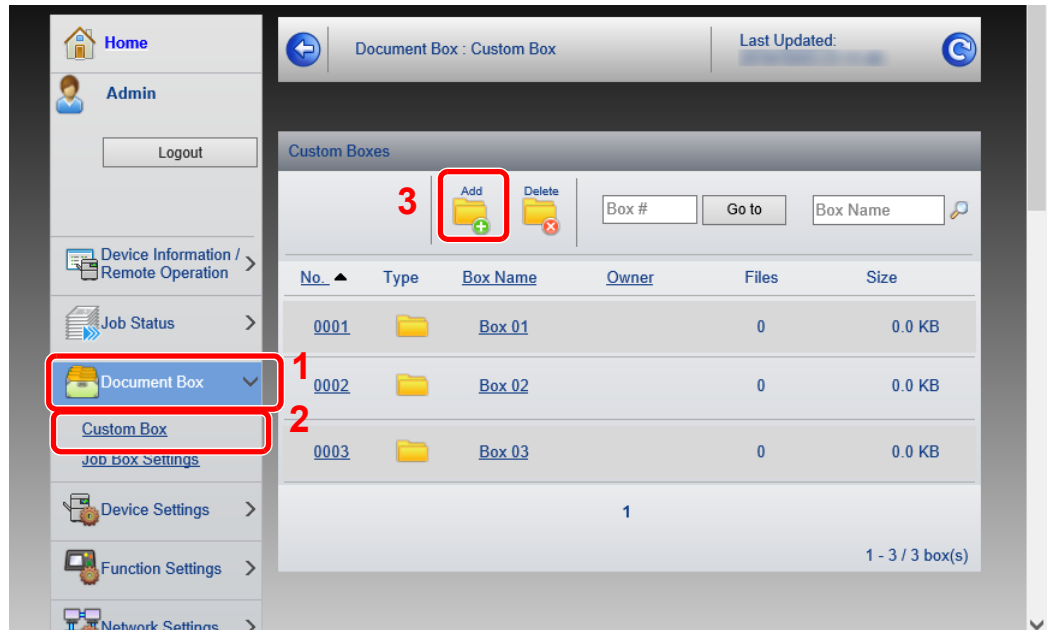 Home
Admin
Logout
Device Information /
Remote Operation
Job Status
Document Box
1
Custom Box
2
Job Box Settings
Device Settings
Function Settings
Network Settings
Document Box : Custom Box
Last Updated:
Custom Boxes
3
Add
Delete
Box #
Go to
Box Name
No. Type Box Name Owner Files Size
0001 Box 01 0 0.0 KB
0002 Box 02 0 0.0 KB
0003 Box 03 0 0.0 KB
1
1 - 3 / 3 box(s)